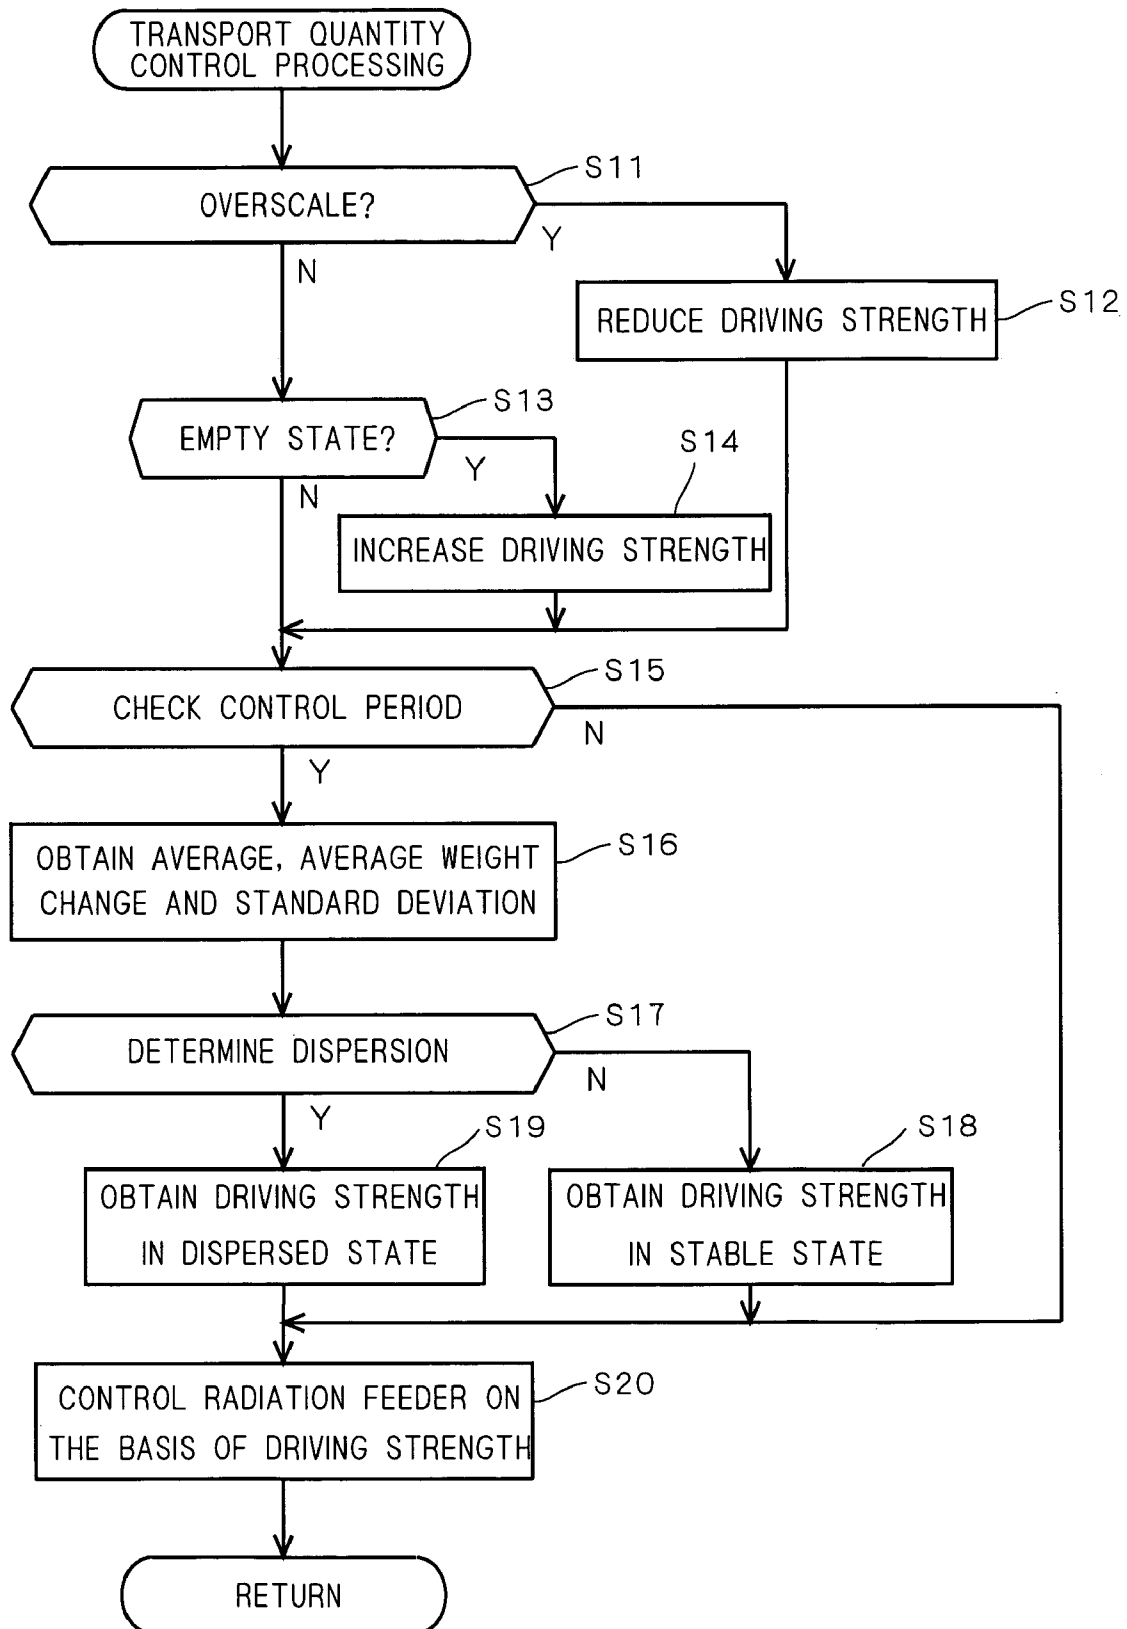 TRANSPORT QUANTITY
CONTROL PROCESSING
S11
OVERSCALE?
Y
N
S12
REDUCE DRIVING STRENGTH
S13
EMPTY STATE?
Y
N
S14
INCREASE DRIVING STRENGTH
S15
CHECK CONTROL PERIOD
N
Y
S16
OBTAIN AVERAGE, AVERAGE WEIGHT
CHANGE AND STANDARD DEVIATION
S17
DETERMINE DISPERSION
N
Y
S19
OBTAIN DRIVING STRENGTH
IN DISPERSED STATE
S18
OBTAIN DRIVING STRENGTH
IN STABLE STATE
S20
CONTROL RADIATION FEEDER ON
THE BASIS OF DRIVING STRENGTH
RETURN